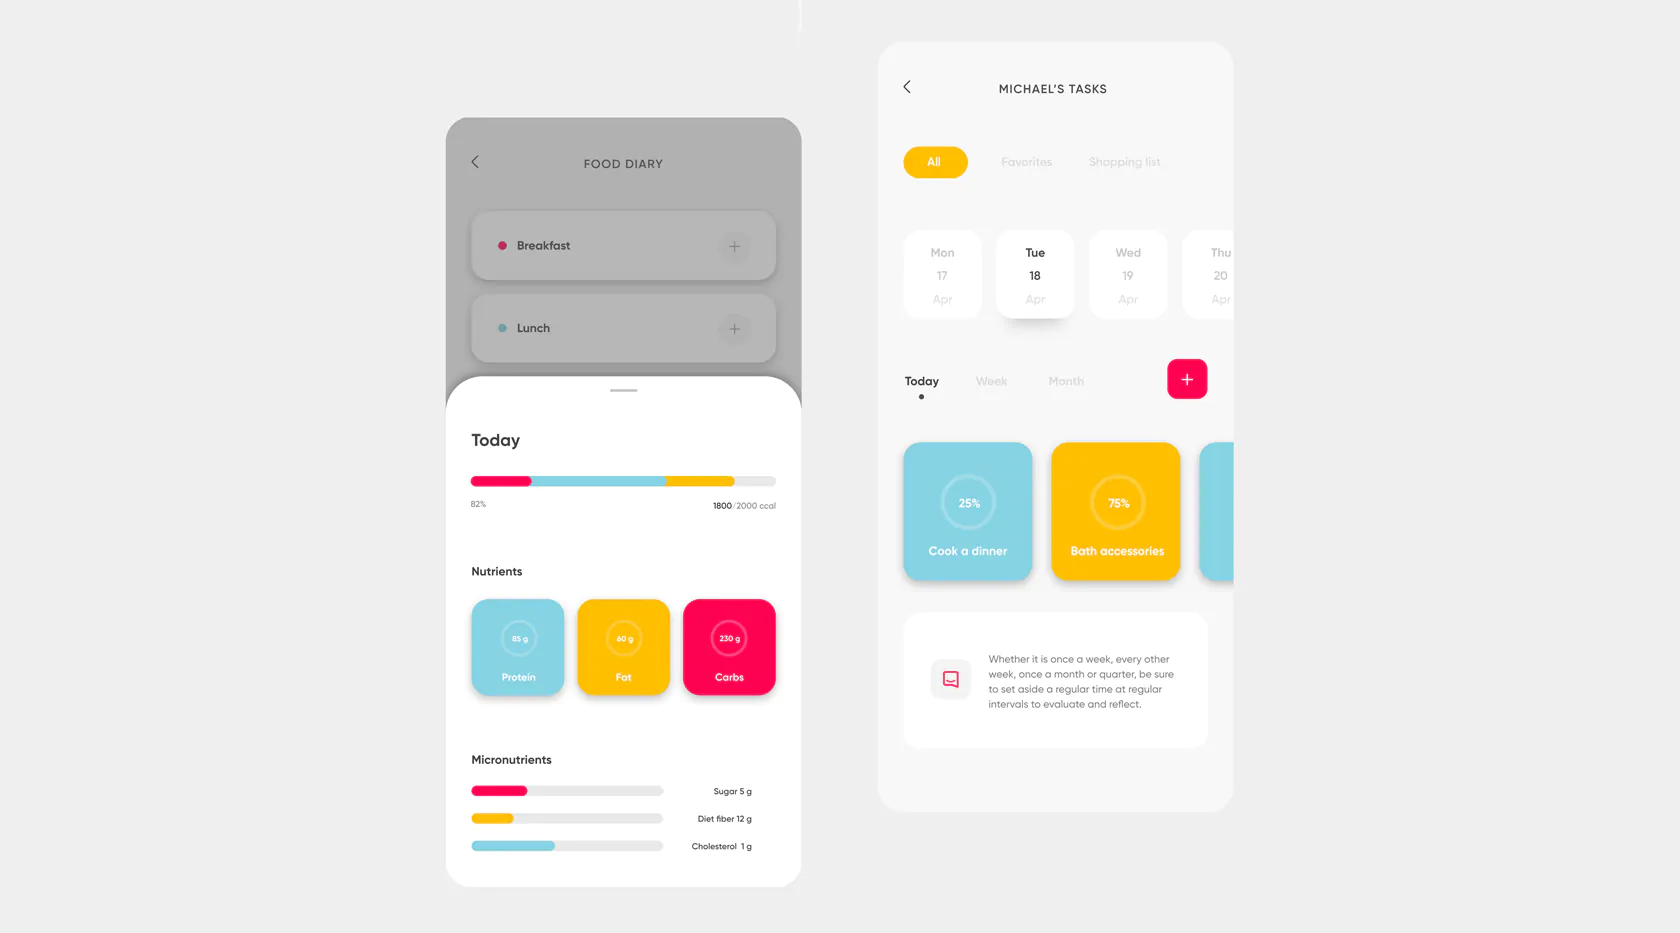 FOOD DIARY
Breakfast
Lunch
Today
82%
1800/2000 ccal
Nutrients
85 g
60 g
230 g
Protein
Fat
Carbs
Micronutrients
Sugar 5 g
Diet fiber 12 g
Cholesterol 1 g
MICHAEL'S TASKS
All
Favorites
Shopping list
Mon
17
Apr
Tue
18
Apr
Wed
19
Apr
Thu
20
Apr
Today
Week
Month
25%
Cook a dinner
75%
Bath accessories
Whether it is once a week, every other
week, once a month or quarter, be sure
to set aside a regular time at regular
intervals to evaluate and reflect.